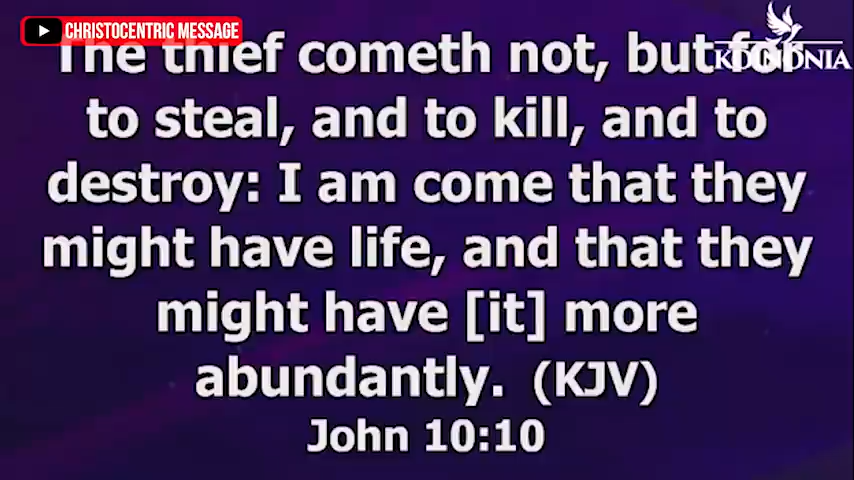 CHRISTOCENTRIC MESSAGE
KOINONIA
The thief cometh not, but for
to steal, and to kill, and to
destroy: I am come that they
might have life, and that they
might have [it] more
abundantly. (KJV)
John 10:10